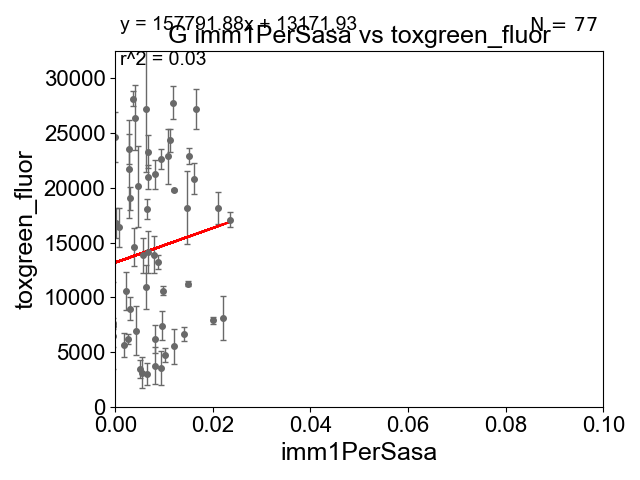 y = 157791.88x + 13171.93
N = 77
G imm1PerSasa vs toxgreen_fluor
r^2 = 0.03
30000
25000
20000
15000
10000
5000
0
toxgreen_fluor
0.00 0.02 0.04 0.06 0.08 0.10
imm1PerSasa